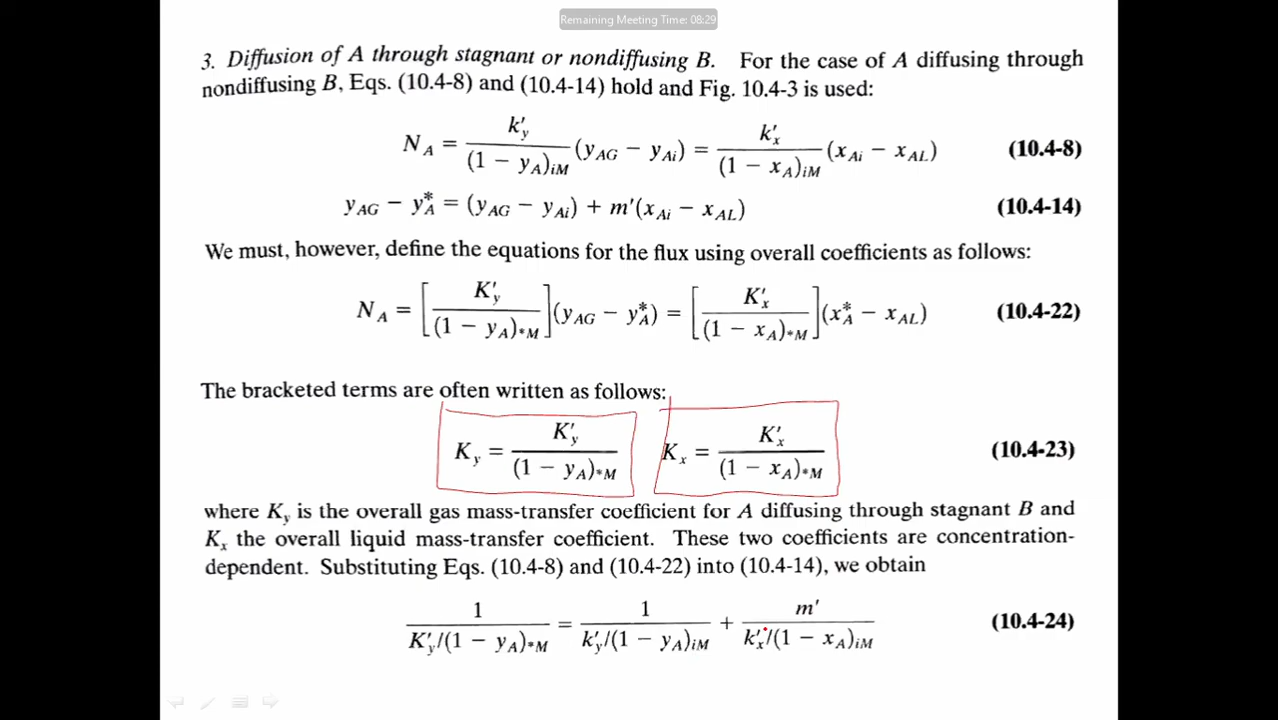 Remaining Meeting Time: 08:29
3. Diffusion of A through stagnant or nondiffusing B. For the case of A diffusing through
nondiffusing B, Eqs. (10.4-8) and (10.4-14) hold and Fig. 10.4-3 is used:
N_A = k'_y / (1 − y_A)_iM (y_AG − y_Ai) = k'_x / (1 − x_A)_iM (x_Ai − x_AL) (10.4-8)
y_AG − y*_A = (y_AG − y_Ai) + m'(x_Ai − x_AL) (10.4-14)
We must, however, define the equations for the flux using overall coefficients as follows:
N_A = [K'_y / (1 − y_A)_*M](y_AG − y*_A) = [K'_x / (1 − x_A)_*M](x*_A − x_AL) (10.4-22)
The bracketed terms are often written as follows:
K_y = K'_y / (1 − y_A)_*M K_x = K'_x / (1 − x_A)_*M (10.4-23)
where K_y is the overall gas mass-transfer coefficient for A diffusing through stagnant B and
K_x the overall liquid mass-transfer coefficient. These two coefficients are concentration-
dependent. Substituting Eqs. (10.4-8) and (10.4-22) into (10.4-14), we obtain
1 / K'_y/(1 − y_A)_*M = 1 / k'_y/(1 − y_A)_iM + m' / k'_x/(1 − x_A)_iM (10.4-24)